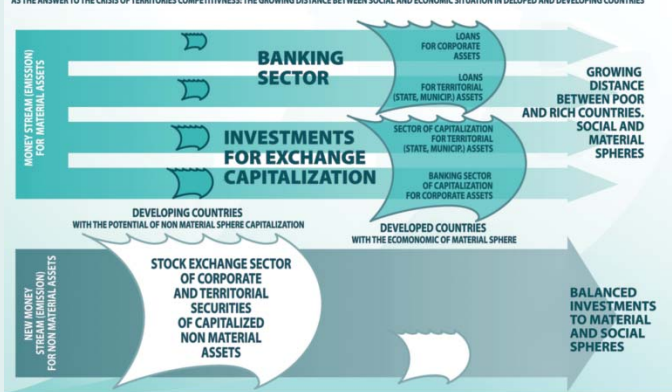 AS THE ANSWER TO THE CRISIS OF TERRITORIES COMPETITIVNESS: THE GROWING DISTANCE BETWEEN SOCIAL AND ECONOMIC SITUATION IN DELOPED AND DEVELOPING COUNTRIES
MONEY STREAM (EMISSION)
FOR MATERIAL ASSETS
BANKING
SECTOR
LOANS
FOR CORPORATE
ASSETS
LOANS
FOR TERRITORIAL
(STATE, MUNICIP.) ASSETS
INVESTMENTS
FOR EXCHANGE
CAPITALIZATION
SECTOR OF CAPITALIZATION
FOR TERRITORIAL
(STATE, MUNICIP.) ASSETS
BANKING SECTOR
OF CAPITALIZATION
FOR CORPORATE ASSETS
GROWING
DISTANCE
BETWEEN POOR
AND RICH COUNTRIES.
SOCIAL AND
MATERIAL
SPHERES
DEVELOPING COUNTRIES
WITH THE POTENTIAL OF NON MATERIAL SPHERE CAPITALIZATION
DEVELOPED COUNTRIES
WITH THE ECOMONOMIC OF MATERIAL SPHERE
NEW MONEY
STREAM (EMISSION)
FOR NON MATERIAL ASSETS
STOCK EXCHANGE SECTOR
OF CORPORATE
AND TERRITORIAL
SECURITIES
OF CAPITALIZED
NON MATERIAL
ASSETS
BALANCED
INVESTMENTS
TO MATERIAL
AND SOCIAL
SPHERES